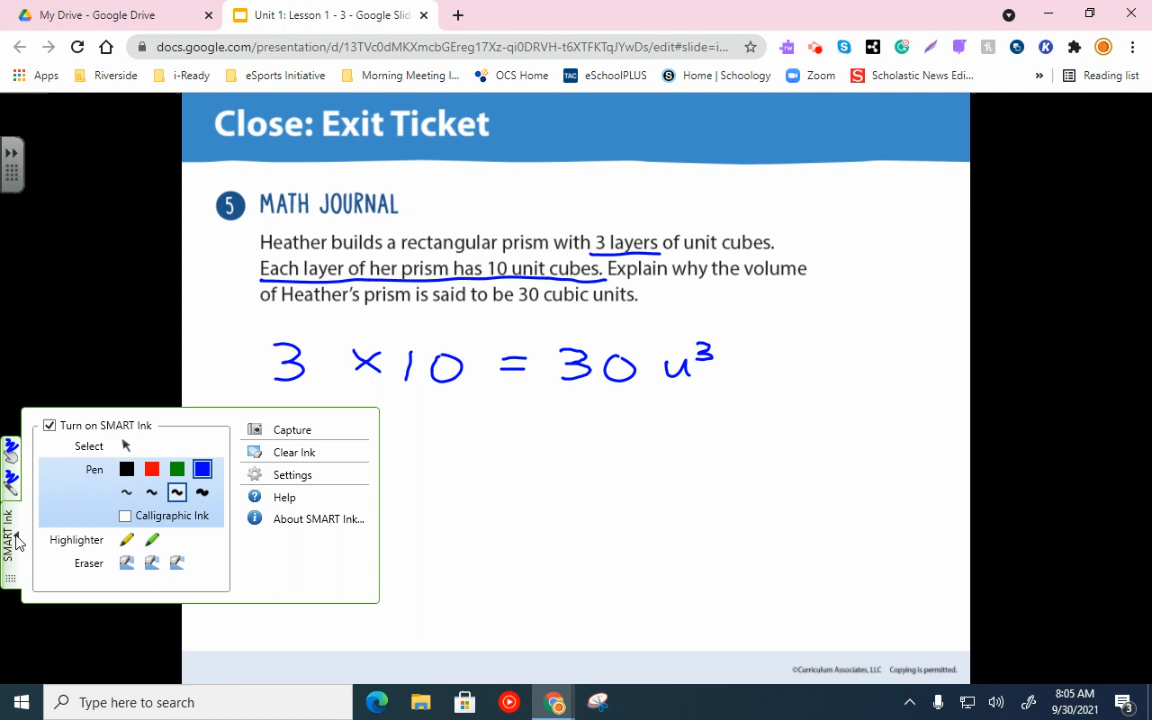 My Drive - Google Drive
Unit 1: Lesson 1 - 3 - Google Slid
docs.google.com/presentation/d/13TVc0dMKXmcbGEreg17Xz-qi0DRVH-t6XTFKTqJYwDs/edit#slide=i...
Apps Riverside i-Ready eSports Initiative Morning Meeting I... OCS Home TAC eSchoolPLUS Home | Schoology Zoom Scholastic News Edi... » Reading list
Close: Exit Ticket
5 MATH JOURNAL
Heather builds a rectangular prism with 3 layers of unit cubes.
Each layer of her prism has 10 unit cubes. Explain why the volume
of Heather's prism is said to be 30 cubic units.
3 × 10 = 30 u³
Turn on SMART Ink
Select
Pen
Calligraphic Ink
Highlighter
Eraser
Capture
Clear Ink
Settings
Help
About SMART Ink...
SMART Ink
©Curriculum Associates, LLC Copying is permitted.
Type here to search
8:05 AM
9/30/2021
3